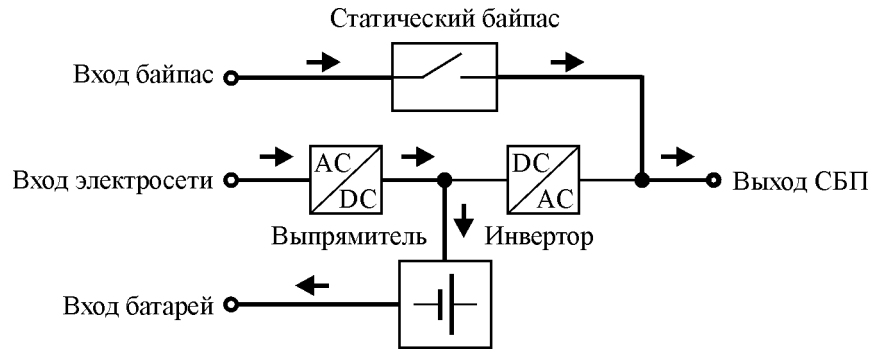 Статический байпас
Вход байпас
AC
DC
DC
AC
Вход электросети
Выход СБП
Выпрямитель
Инвертор
Вход батарей